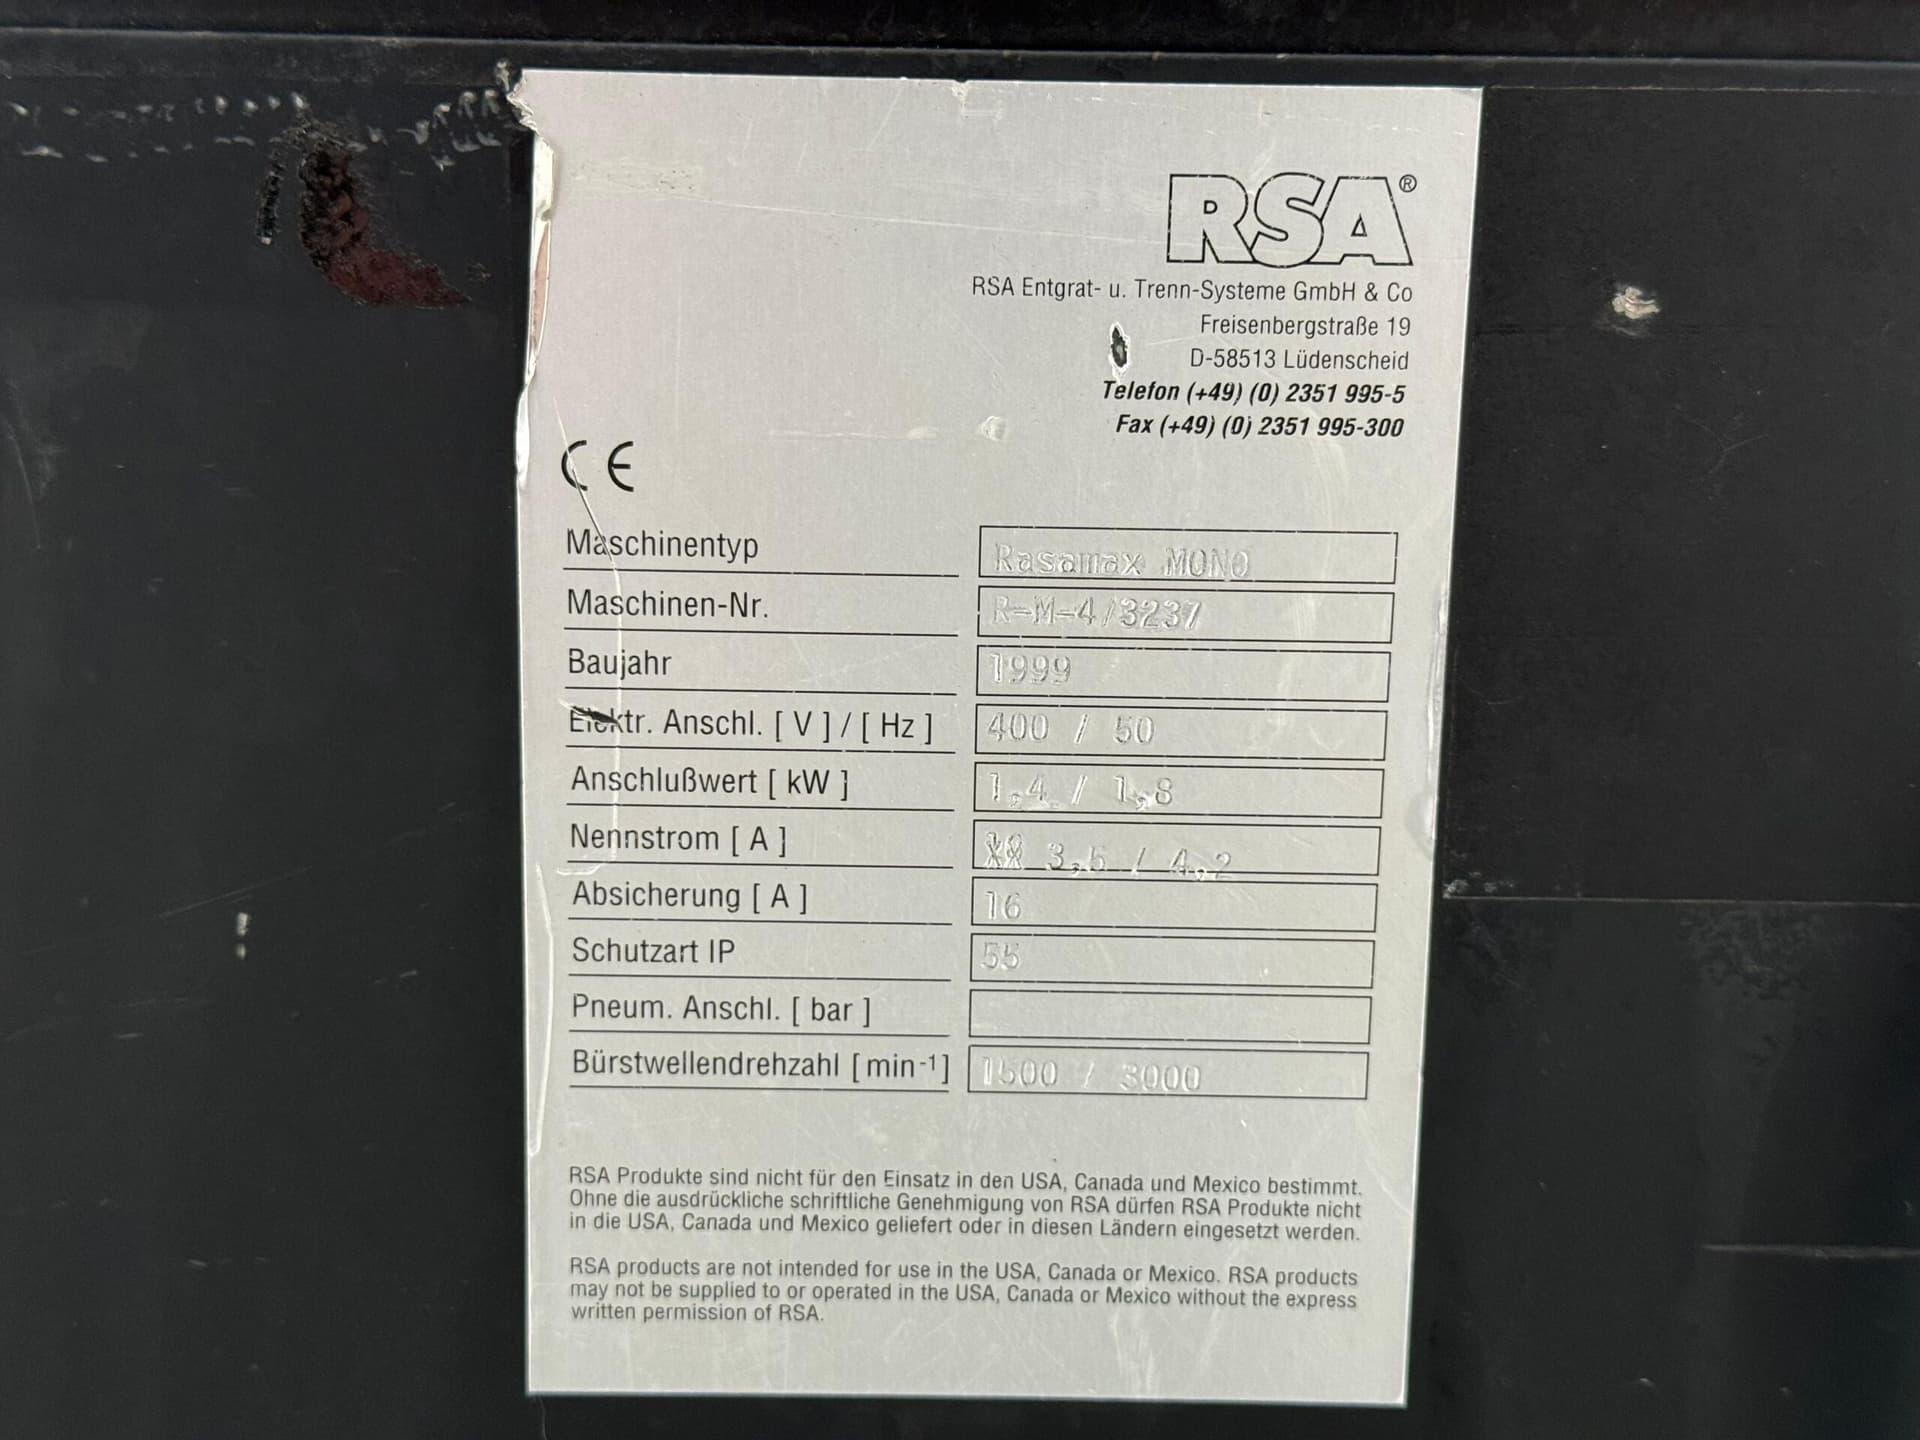 RSA®
RSA Entgrat- u. Trenn-Systeme GmbH & Co
Freisenbergstraße 19
D-58513 Lüdenscheid
Telefon (+49) (0) 2351 995-5
Fax (+49) (0) 2351 995-300
CE
Maschinentyp Rasamax MONO
Maschinen-Nr. R-M-4/3237
Baujahr 1999
Elektr. Anschl. [ V ] / [ Hz ] 400 / 50
Anschlußwert [ kW ] 1,4 / 1,8
Nennstrom [ A ] 3,5 / 4,2
Absicherung [ A ] 16
Schutzart IP 55
Pneum. Anschl. [ bar ]
Bürstwellendrehzahl [ min-1 ] 1500 / 3000
RSA Produkte sind nicht für den Einsatz in den USA, Canada und Mexico bestimmt.
Ohne die ausdrückliche schriftliche Genehmigung von RSA dürfen RSA Produkte nicht
in die USA, Canada und Mexico geliefert oder in diesen Ländern eingesetzt werden.
RSA products are not intended for use in the USA, Canada or Mexico. RSA products
may not be supplied to or operated in the USA, Canada or Mexico without the express
written permission of RSA.